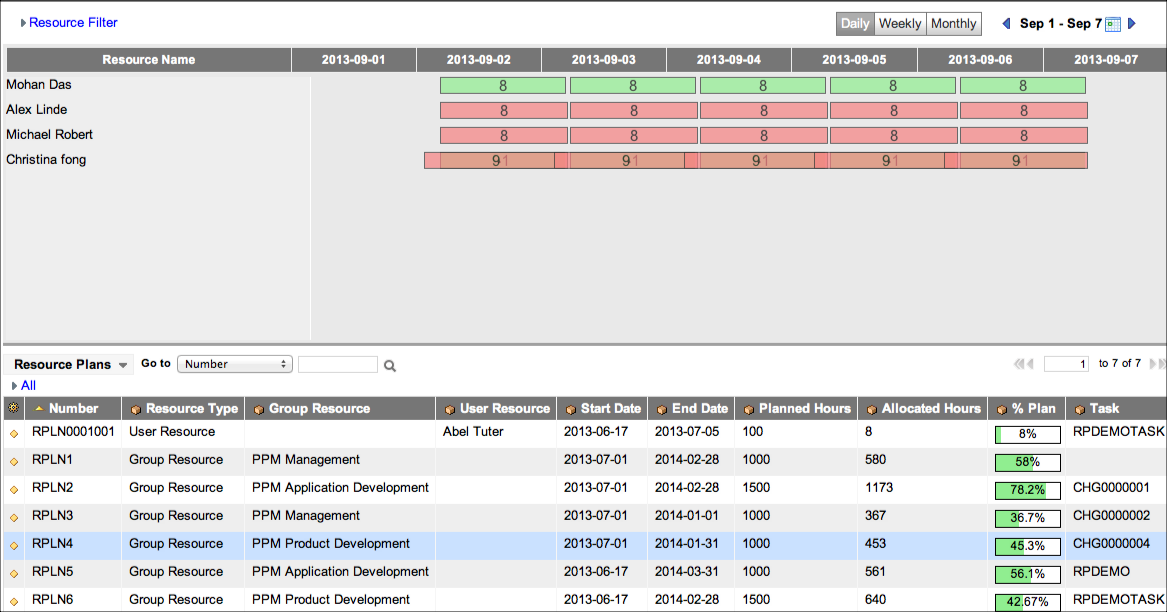 Resource Filter Daily Weekly Monthly Sep 1 - Sep 7
Resource Name 2013-09-01 2013-09-02 2013-09-03 2013-09-04 2013-09-05 2013-09-06 2013-09-07
Mohan Das 8 8 8 8 8
Alex Linde 8 8 8 8 8
Michael Robert 8 8 8 8 8
Christina fong 91 91 91 91 91
Resource Plans Go to Number 1 to 7 of 7
All
Number Resource Type Group Resource User Resource Start Date End Date Planned Hours Allocated Hours % Plan Task
RPLN0001001 User Resource Abel Tuter 2013-06-17 2013-07-05 100 8 8% RPDEMOTASK
RPLN1 Group Resource PPM Management 2013-07-01 2014-02-28 1000 580 58%
RPLN2 Group Resource PPM Application Development 2013-07-01 2014-02-28 1500 1173 78.2% CHG0000001
RPLN3 Group Resource PPM Management 2013-07-01 2014-01-01 1000 367 36.7% CHG0000002
RPLN4 Group Resource PPM Product Development 2013-07-01 2014-01-31 1000 453 45.3% CHG0000004
RPLN5 Group Resource PPM Application Development 2013-06-17 2014-03-31 1000 561 56.1% RPDEMO
RPLN6 Group Resource PPM Product Development 2013-06-17 2014-02-28 1500 640 42.67% RPDEMOTASK